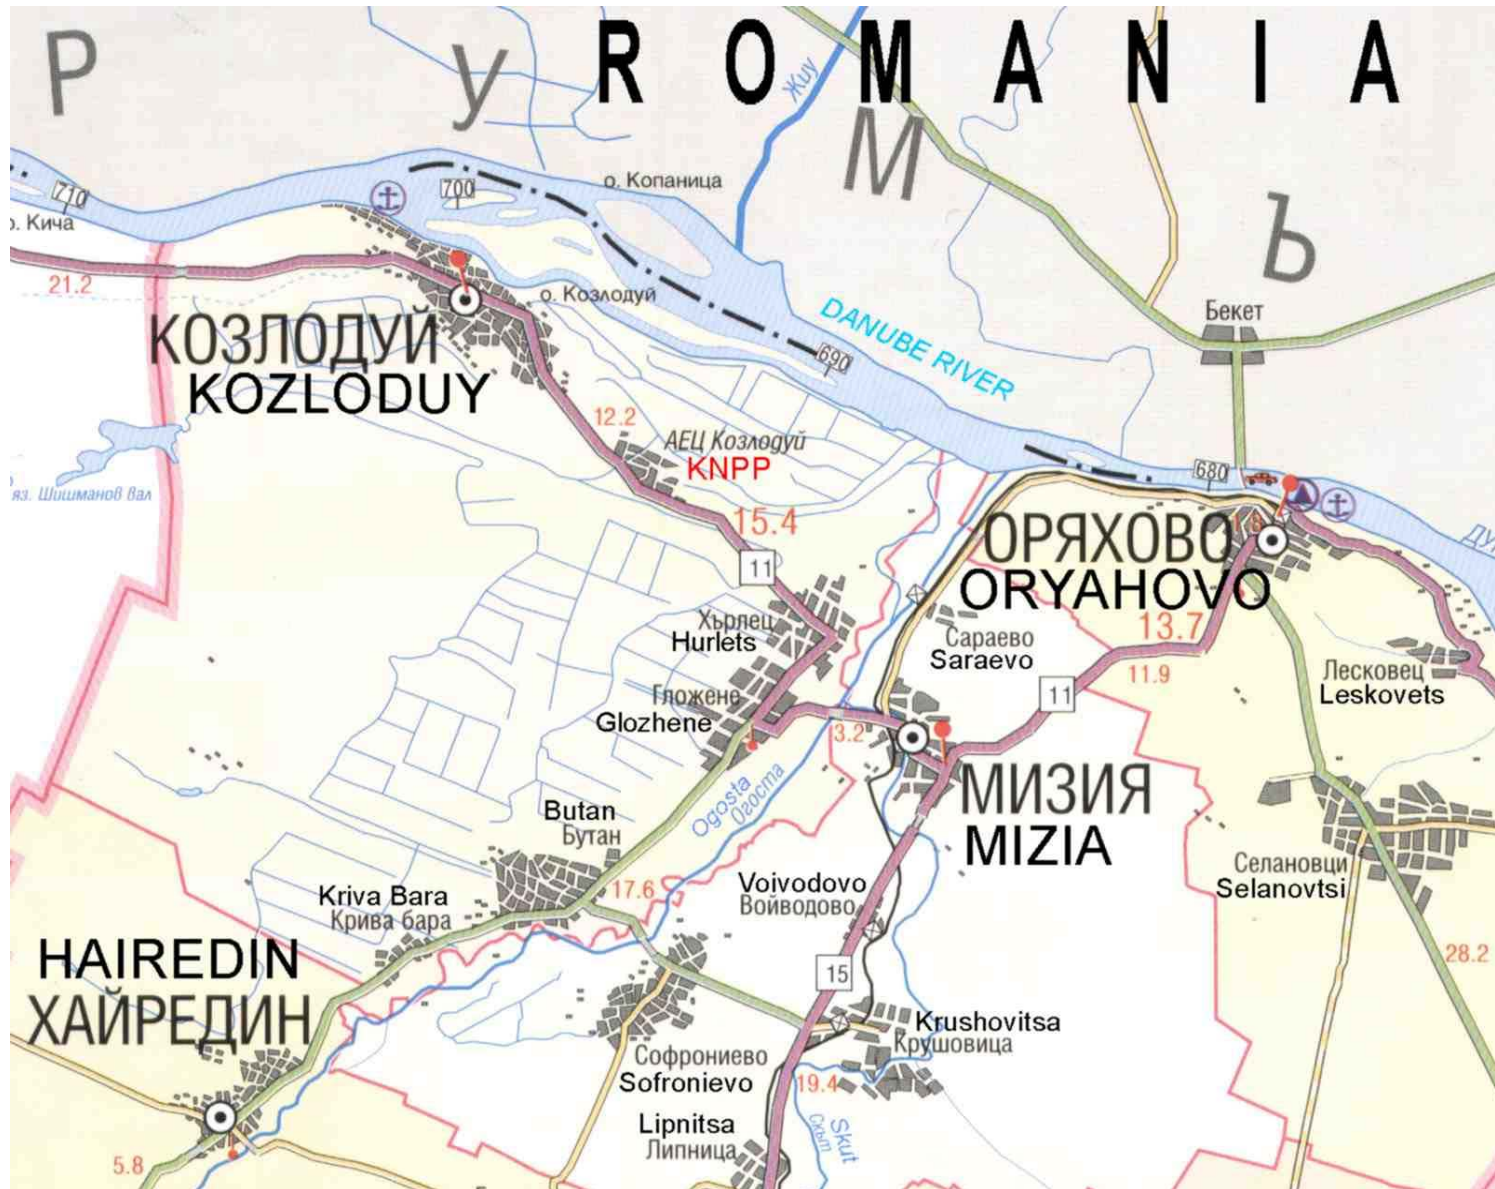 ROMANIA
Р У М Ъ
Жиу
710
700
о. Копаница
о. Кича
21.2
о. Козлодуй
Бекет
КОЗЛОДУЙ
KOZLODUY
DANUBE RIVER
690
12.2
АЕЦ Козлодуй
KNPP
680
яз. Шишманов вал
15.4
11
ОРЯХОВО
1.8
ORYAHOVO
Хърлец
Hurlets
Сараево
Saraevo
13.7
11.9
Лесковец
Leskovets
11
Гложене
Glozhene
3.2
МИЗИЯ
MIZIA
Ogosta
Огоста
Butan
Бутан
17.6
Kriva Bara
Крива бара
Voivodovo
Войводово
Селановци
Selanovtsi
28.2
HAIREDIN
ХАЙРЕДИН
15
Krushovitsa
Крушовица
Софрониево
Sofronievo
19.4
Lipnitsa
Липница
Skut
Скът
5.8